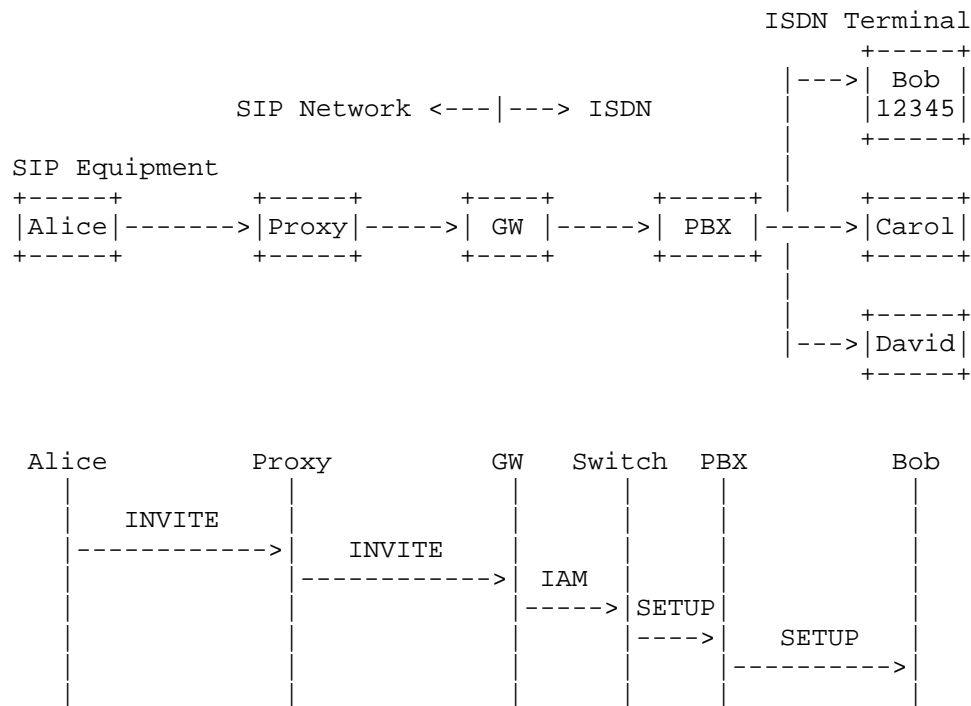 ISDN Terminal
+-----+
|--->| Bob |
SIP Network <---|---> ISDN | |12345|
| +-----+
|
SIP Equipment |
+-----+ +-----+ +----+ +-----+ | +-----+
|Alice|------->|Proxy|----->| GW |----->| PBX |----->|Carol|
+-----+ +-----+ +----+ +-----+ | +-----+
|
| +-----+
|--->|David|
+-----+
Alice Proxy GW Switch PBX Bob
| | | | | |
| INVITE | | | | |
|------------>| INVITE | | | |
| |------------>| IAM | | |
| | |----->|SETUP| |
| | | |---->| SETUP |
| | | | |---------->|
| | | | | |